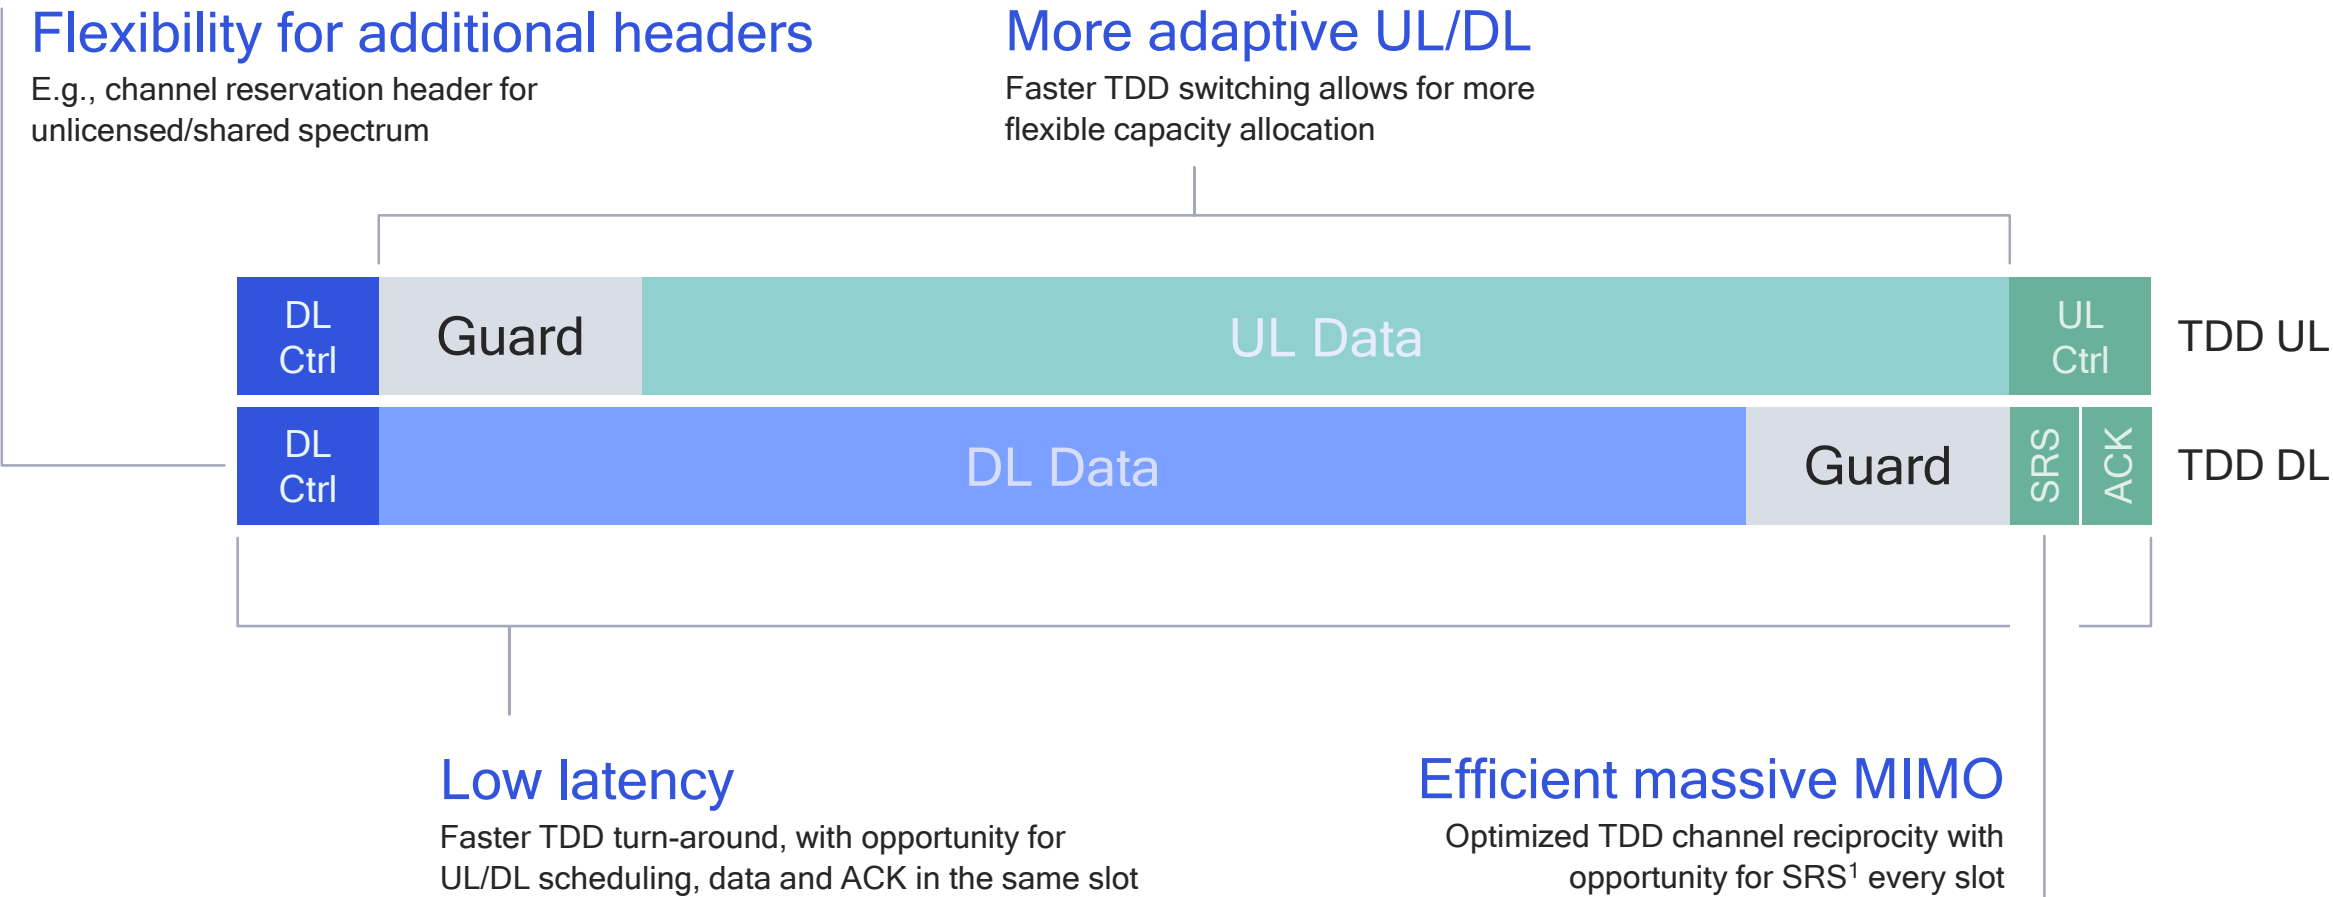 Flexibility for additional headers
E.g., channel reservation header for
unlicensed/shared spectrum
More adaptive UL/DL
Faster TDD switching allows for more
flexible capacity allocation
DL
Ctrl
Guard
UL Data
UL
Ctrl
TDD UL
DL
Ctrl
DL Data
Guard
SRS
ACK
TDD DL
Low latency
Faster TDD turn-around, with opportunity for
UL/DL scheduling, data and ACK in the same slot
Efficient massive MIMO
Optimized TDD channel reciprocity with
opportunity for SRS¹ every slot